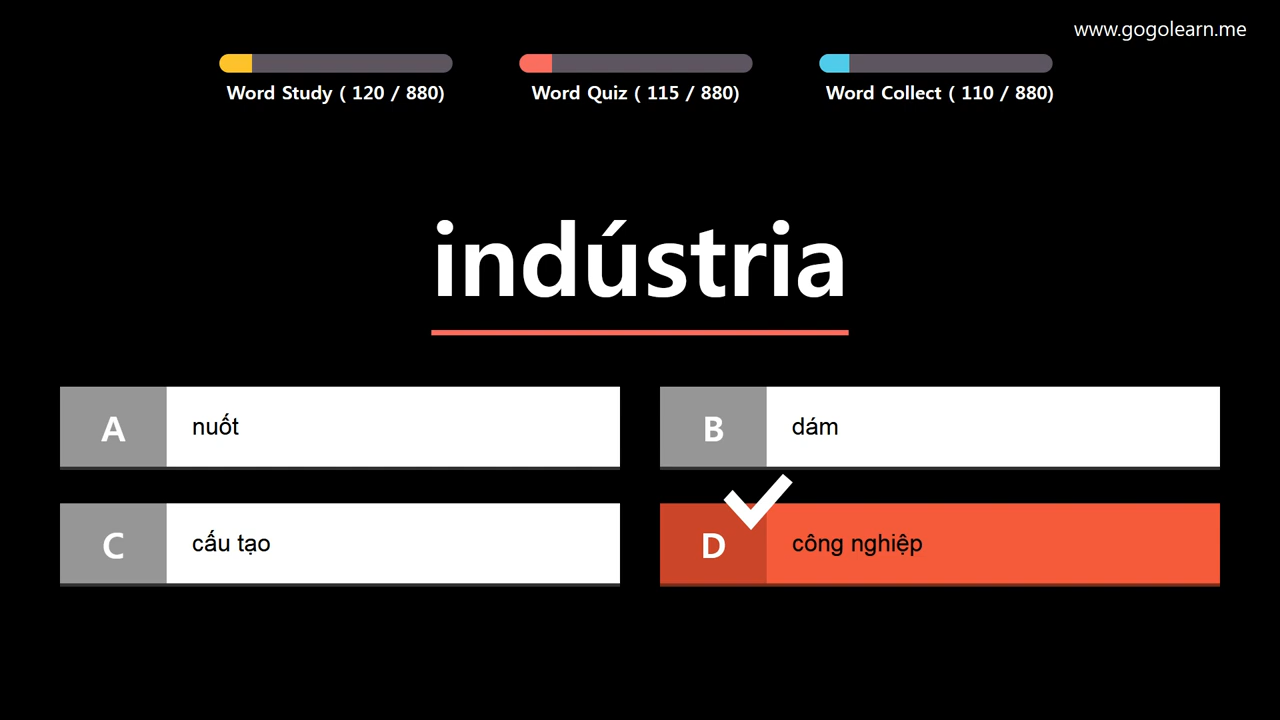 www.gogolearn.me
Word Study ( 120 / 880)
Word Quiz ( 115 / 880)
Word Collect ( 110 / 880)
indústria
A nuốt
B dám
C cấu tạo
D công nghiệp